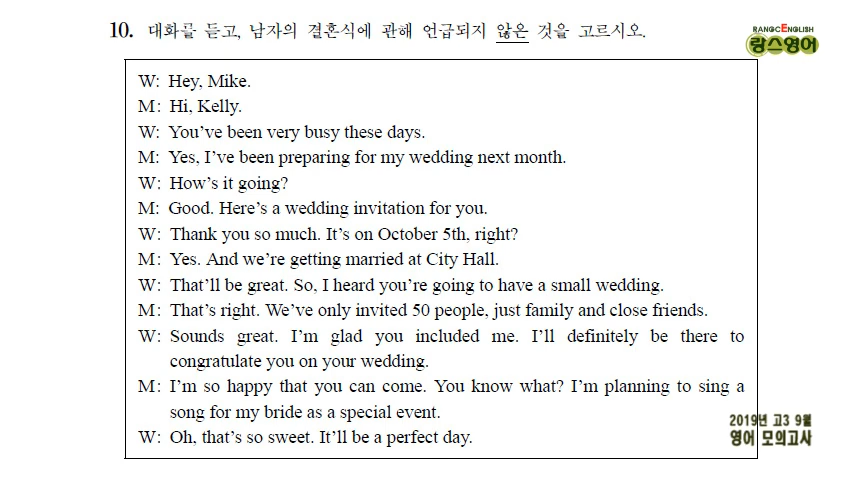 10. 대화를 듣고, 남자의 결혼식에 관해 언급되지 않은 것을 고르시오.
RANGCENGLISH
랑스영어
W: Hey, Mike.
M: Hi, Kelly.
W: You've been very busy these days.
M: Yes, I've been preparing for my wedding next month.
W: How's it going?
M: Good. Here's a wedding invitation for you.
W: Thank you so much. It's on October 5th, right?
M: Yes. And we're getting married at City Hall.
W: That'll be great. So, I heard you're going to have a small wedding.
M: That's right. We've only invited 50 people, just family and close friends.
W: Sounds great. I'm glad you included me. I'll definitely be there to
congratulate you on your wedding.
M: I'm so happy that you can come. You know what? I'm planning to sing a
song for my bride as a special event.
W: Oh, that's so sweet. It'll be a perfect day.
2019년 고3 9월
영어 모의고사